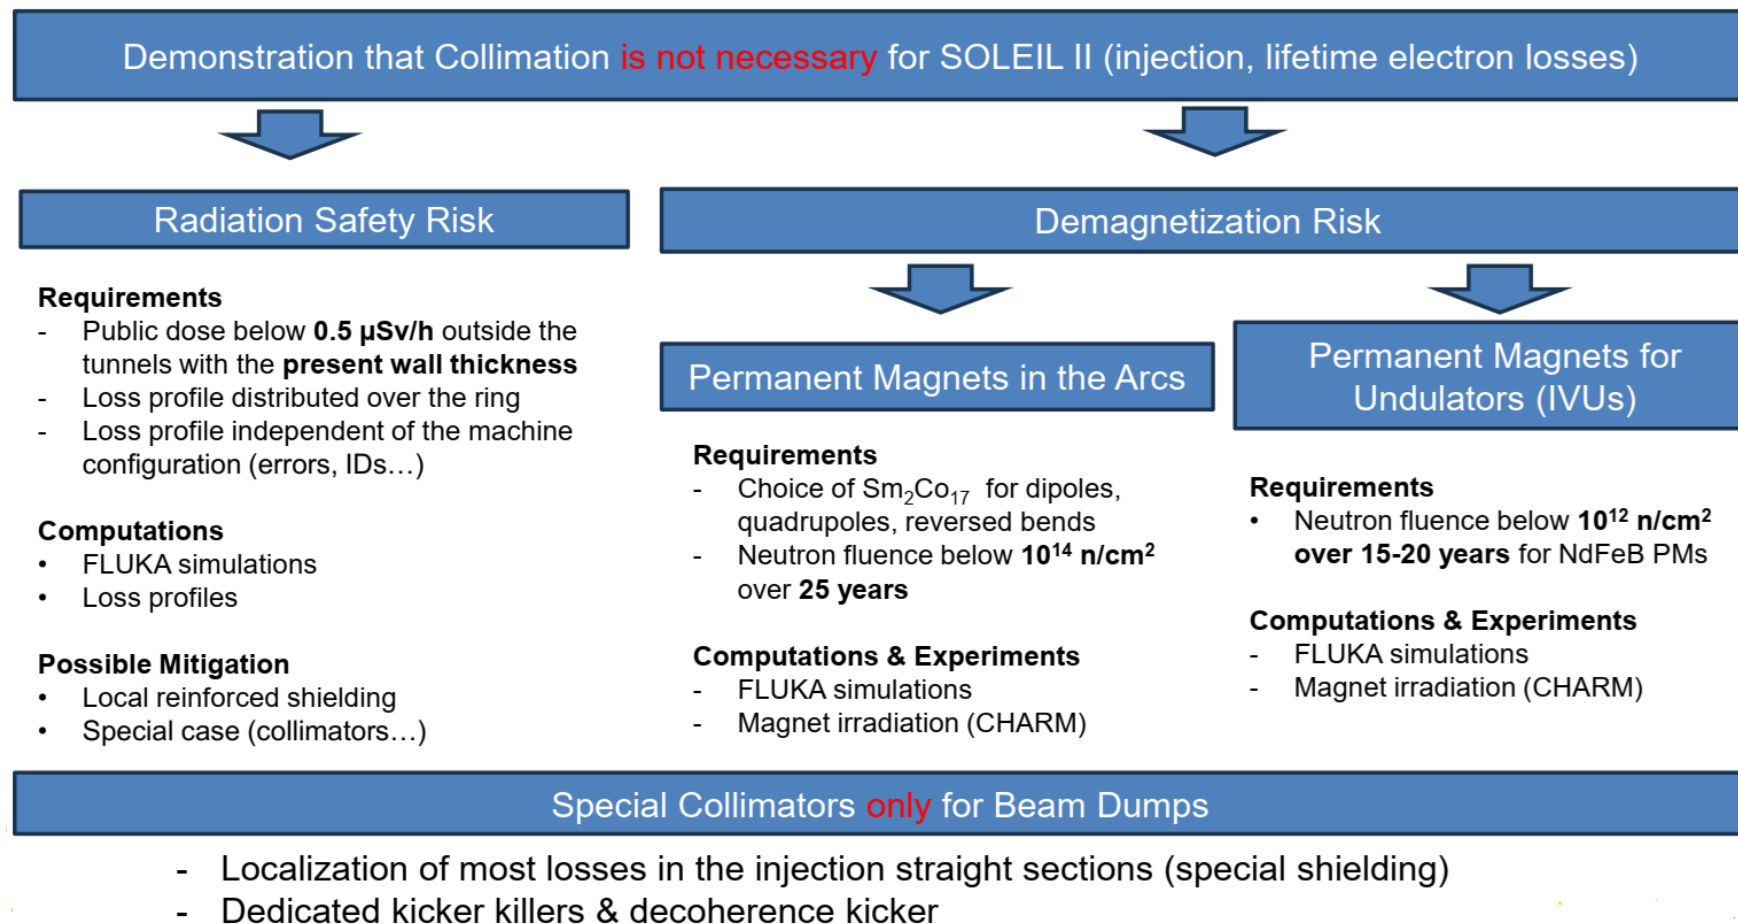 Demonstration that Collimation is not necessary for SOLEIL II (injection, lifetime electron losses)
Radiation Safety Risk
Requirements
- Public dose below 0.5 µSv/h outside the
tunnels with the present wall thickness
- Loss profile distributed over the ring
- Loss profile independent of the machine
configuration (errors, IDs…)
Computations
• FLUKA simulations
• Loss profiles
Possible Mitigation
• Local reinforced shielding
• Special case (collimators…)
Demagnetization Risk
Permanent Magnets in the Arcs
Requirements
- Choice of Sm₂Co₁₇ for dipoles,
quadrupoles, reversed bends
- Neutron fluence below 10¹⁴ n/cm²
over 25 years
Computations & Experiments
- FLUKA simulations
- Magnet irradiation (CHARM)
Permanent Magnets for
Undulators (IVUs)
Requirements
• Neutron fluence below 10¹² n/cm²
over 15-20 years for NdFeB PMs
Computations & Experiments
- FLUKA simulations
- Magnet irradiation (CHARM)
Special Collimators only for Beam Dumps
- Localization of most losses in the injection straight sections (special shielding)
- Dedicated kicker killers & decoherence kicker